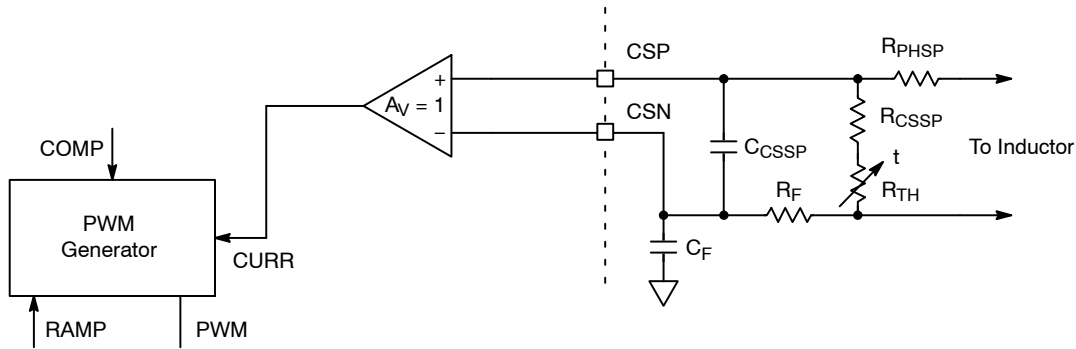 CSP
R_PHSP
+
A_V = 1
−
CSN
R_CSSP
COMP
C_CSSP
t
To Inductor
R_F
R_TH
PWM
Generator
CURR
C_F
RAMP
PWM